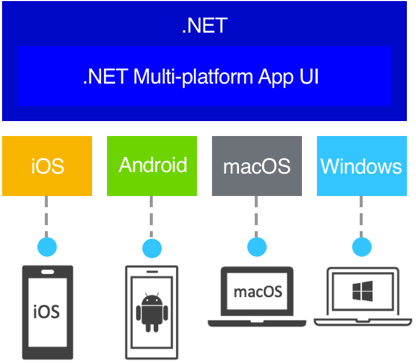 .NET
.NET Multi-platform App UI
iOS
Android
macOS
Windows
iOS
macOS